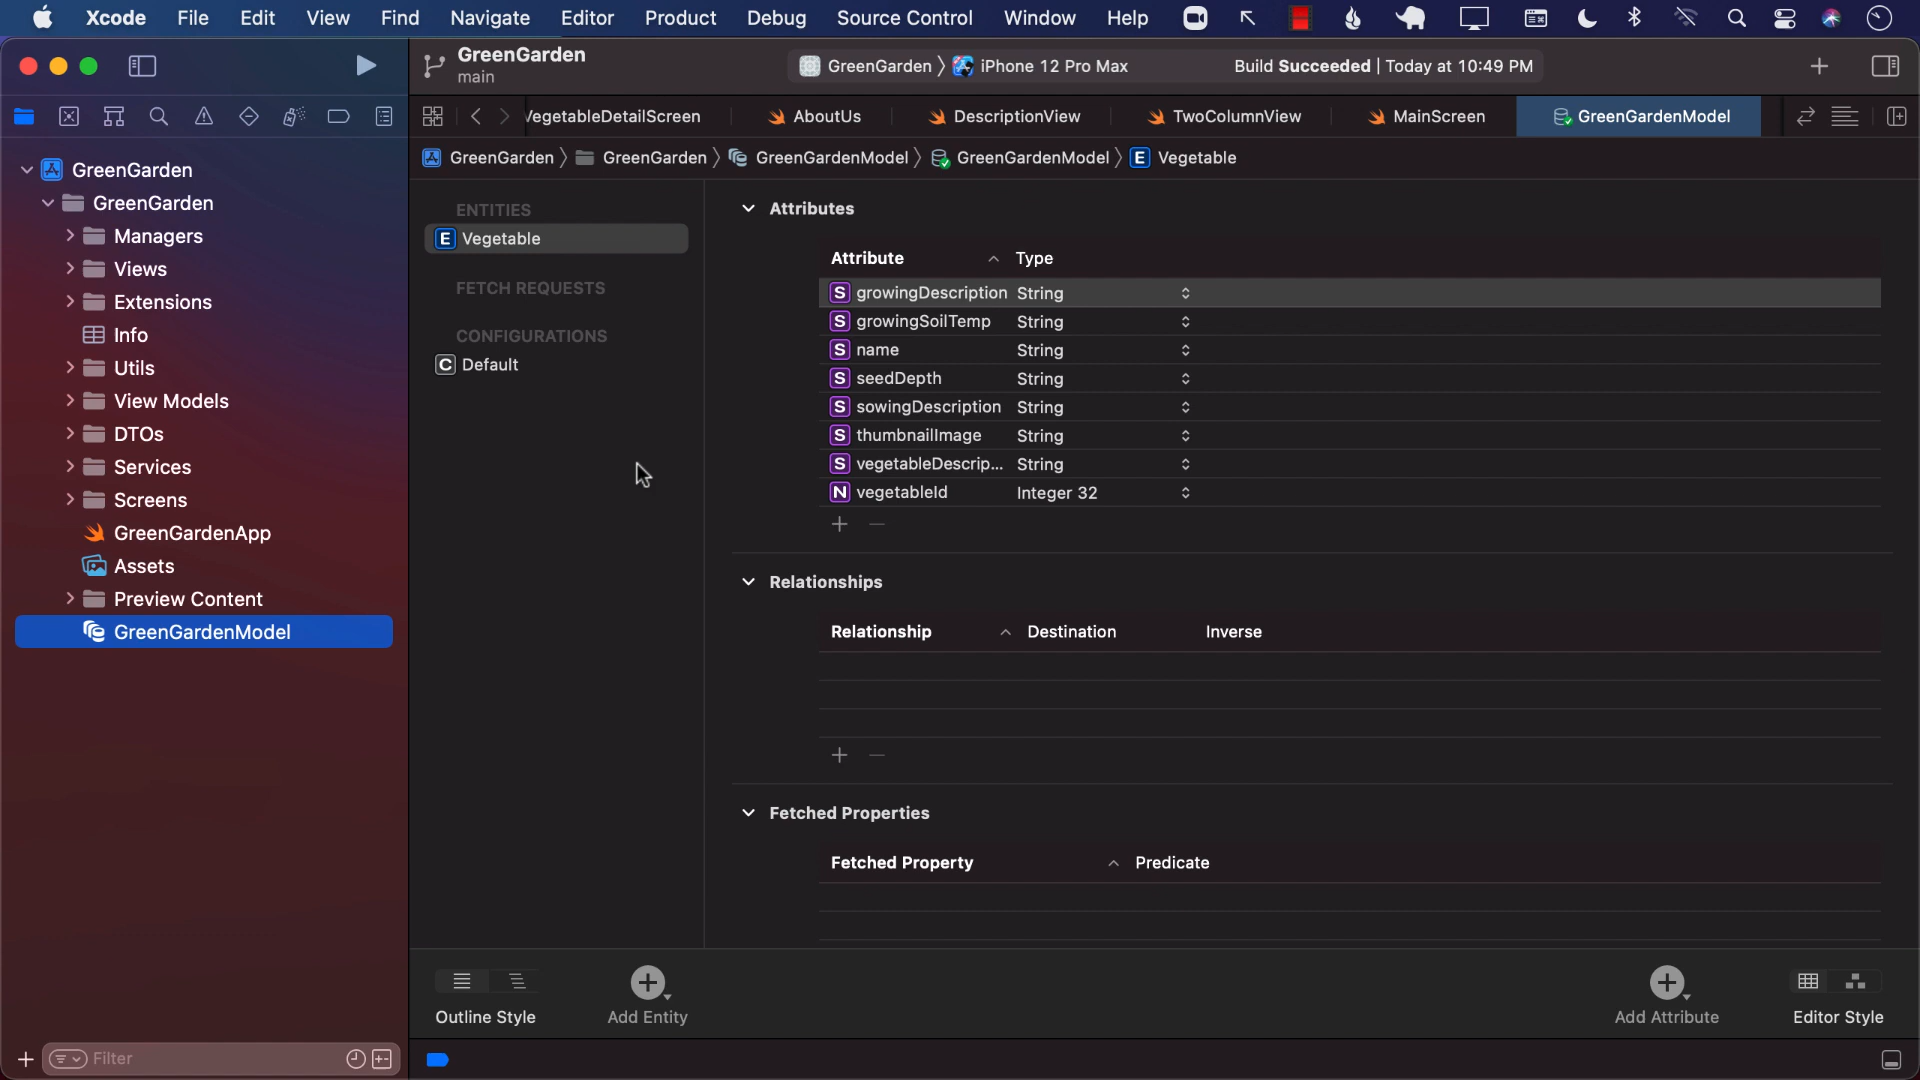 Xcode File Edit View Find Navigate Editor Product Debug Source Control Window Help
GreenGarden
main
GreenGarden 〉 iPhone 12 Pro Max
Build Succeeded | Today at 10:49 PM
VegetableDetailScreen AboutUs DescriptionView TwoColumnView MainScreen GreenGardenModel
GreenGarden 〉 GreenGarden 〉 GreenGardenModel 〉 GreenGardenModel 〉 E Vegetable
GreenGarden
GreenGarden
Managers
Views
Extensions
Info
Utils
View Models
DTOs
Services
Screens
GreenGardenApp
Assets
Preview Content
GreenGardenModel
Filter
ENTITIES
E Vegetable
FETCH REQUESTS
CONFIGURATIONS
C Default
Attributes
Attribute Type
S growingDescription String
S growingSoilTemp String
S name String
S seedDepth String
S sowingDescription String
S thumbnailImage String
S vegetableDescrip... String
N vegetableId Integer 32
Relationships
Relationship Destination Inverse
Fetched Properties
Fetched Property Predicate
Outline Style Add Entity Add Attribute Editor Style